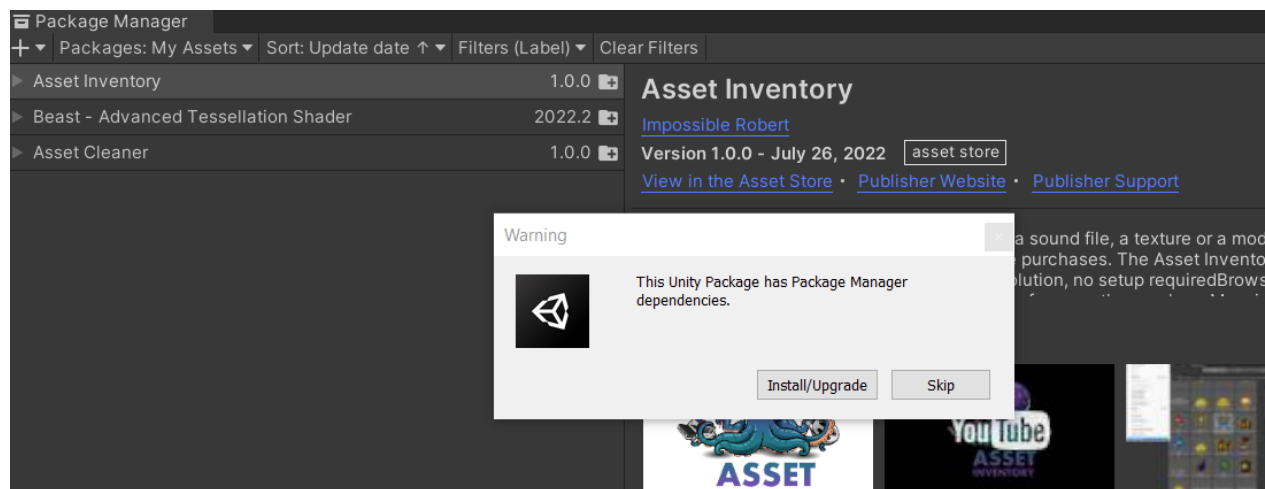 Package Manager
Packages: My Assets Sort: Update date ↑ Filters (Label) Clear Filters
Asset Inventory 1.0.0
Beast - Advanced Tessellation Shader 2022.2
Asset Cleaner 1.0.0
Asset Inventory
Impossible Robert
Version 1.0.0 - July 26, 2022 asset store
View in the Asset Store • Publisher Website • Publisher Support
a sound file, a texture or a mod
purchases. The Asset Invento
olution, no setup requiredBrows
Warning
This Unity Package has Package Manager
dependencies.
Install/Upgrade Skip
ASSET
YouTube
ASSET
INVENTORY